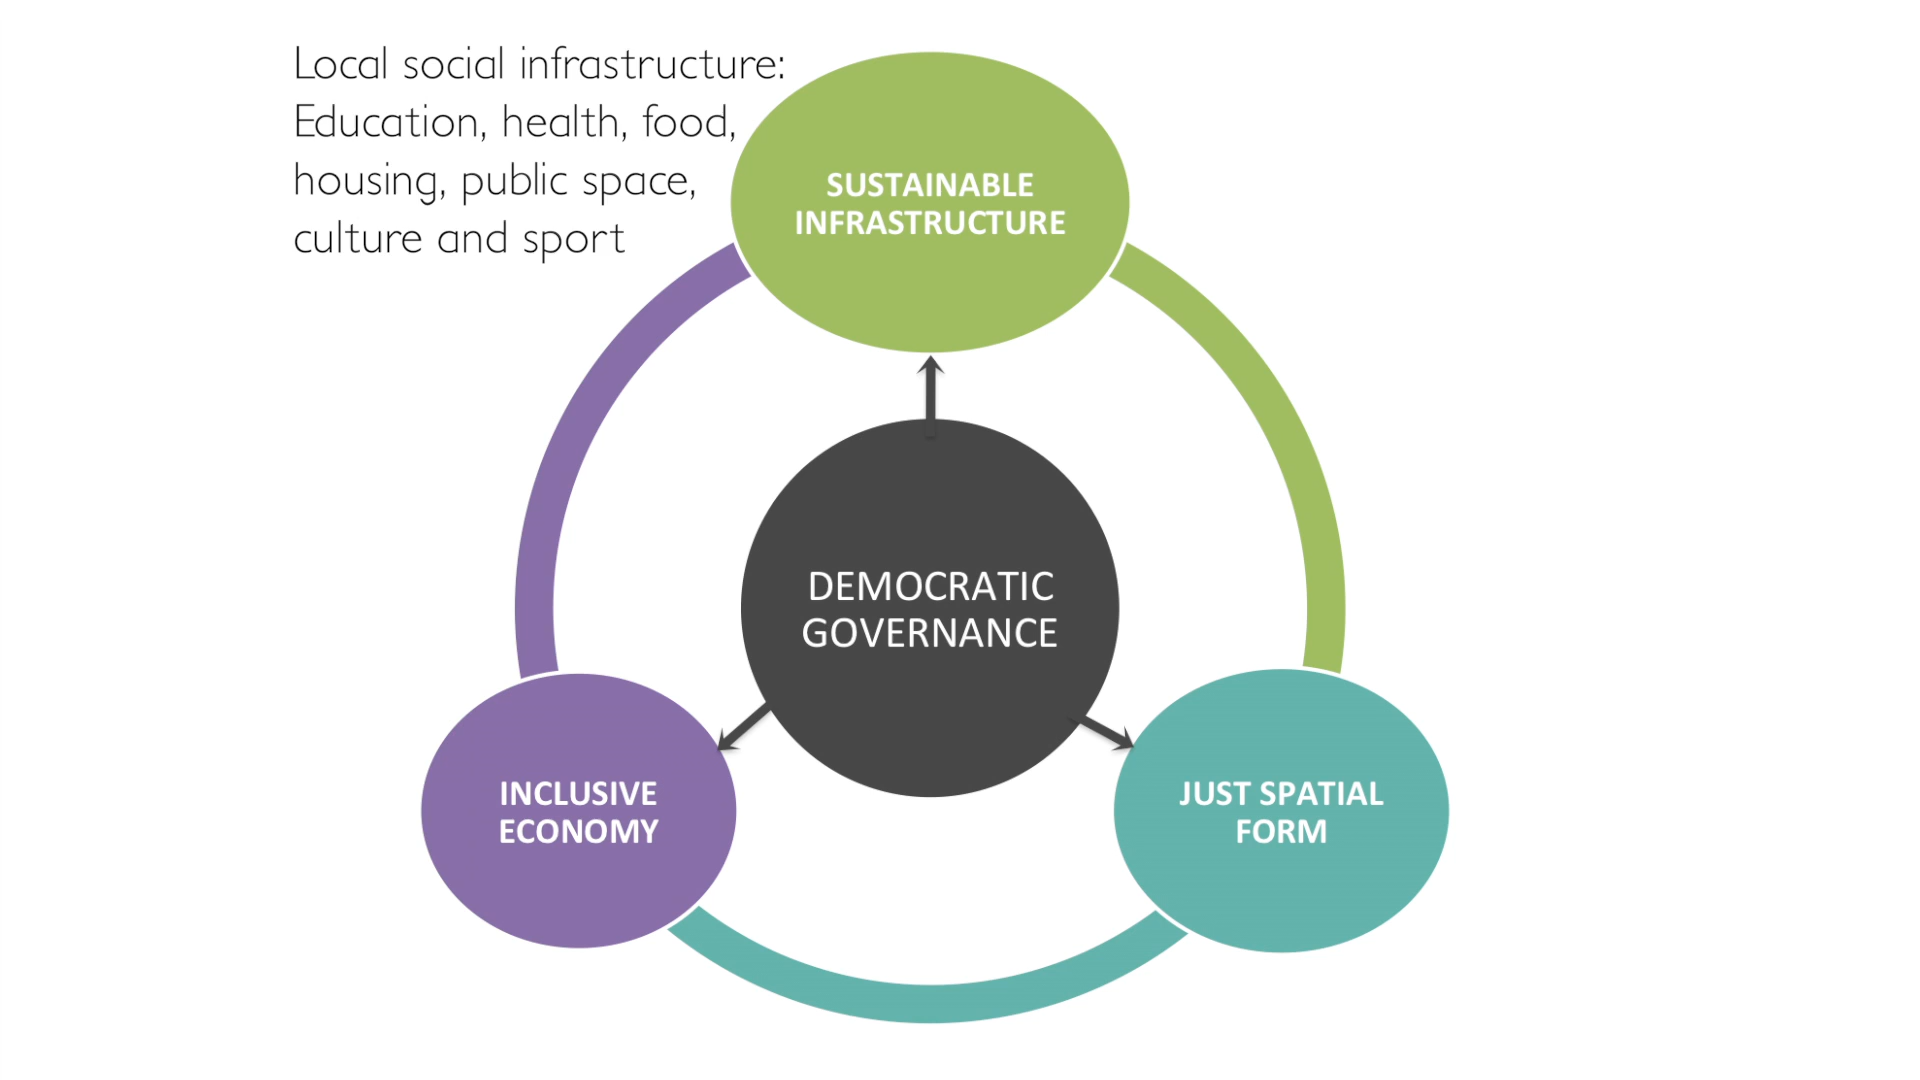 Local social infrastructure:
Education, health, food,
housing, public space,
culture and sport
SUSTAINABLE
INFRASTRUCTURE
DEMOCRATIC
GOVERNANCE
INCLUSIVE
ECONOMY
JUST SPATIAL
FORM